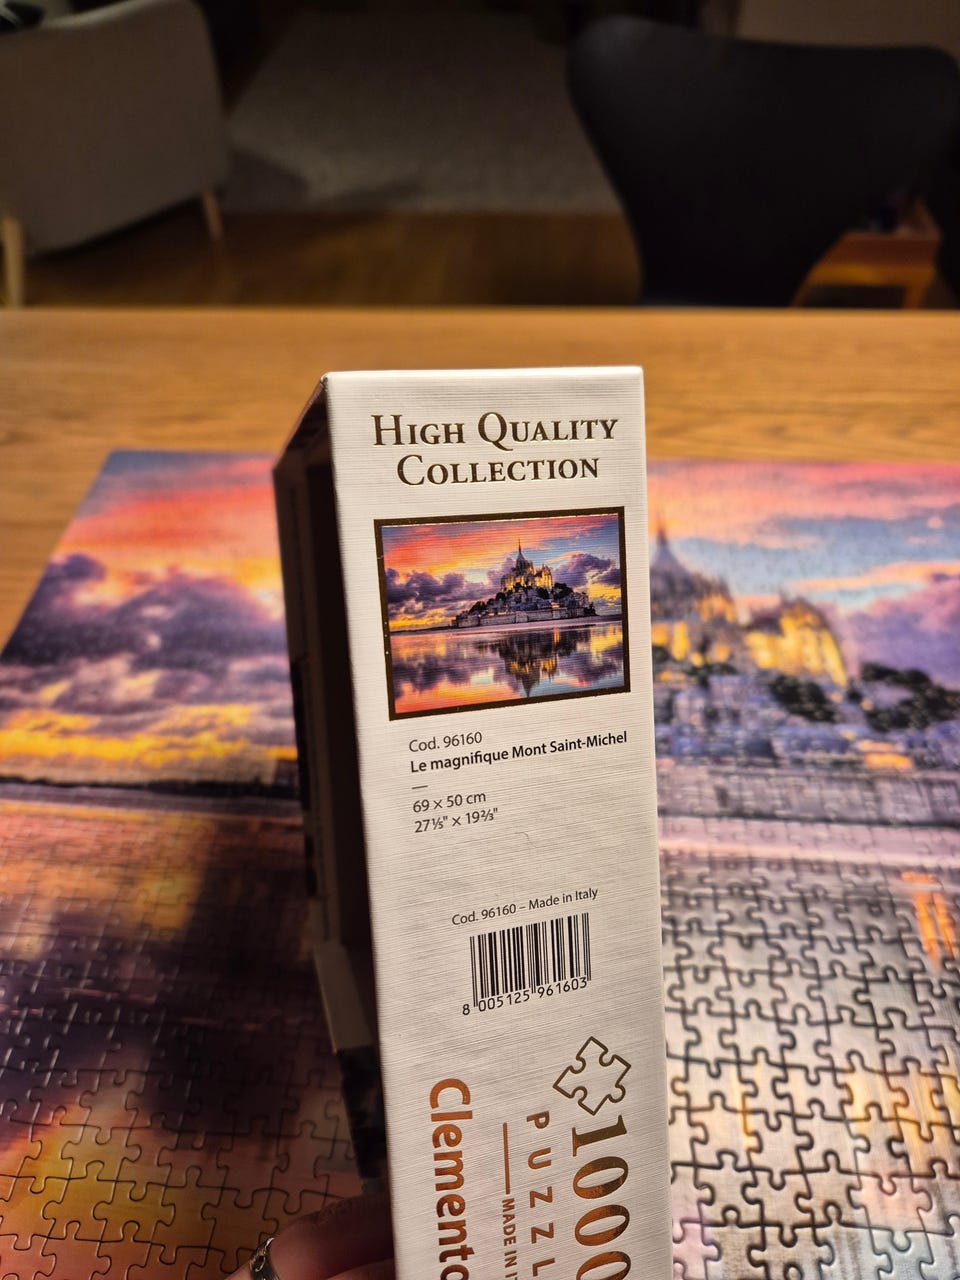 HIGH QUALITY
COLLECTION
Cod. 96160
Le magnifique Mont Saint-Michel
—
69 × 50 cm
27⅕" × 19⅔"
Cod. 96160 – Made in Italy
8 005125 961603
1000
PUZZL
MADE IN I
Clemento